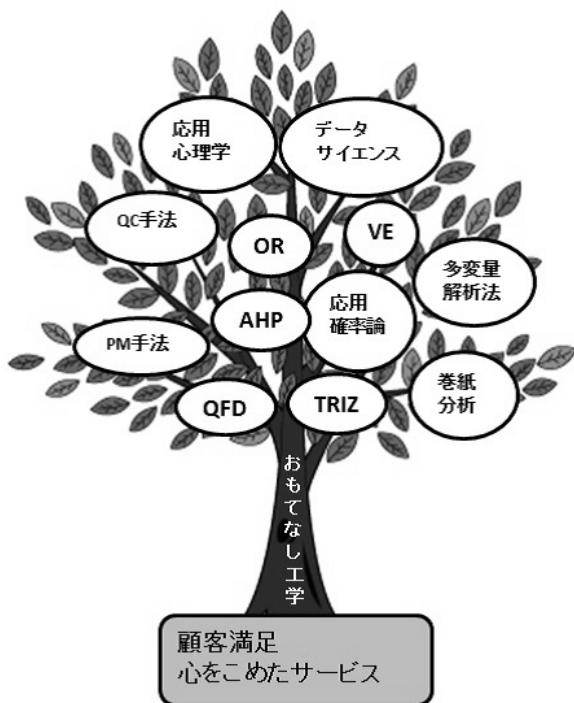 応用
心理学
データ
サイエンス
QC手法
OR
VE
多変量
解析法
AHP
応用
確率論
PM手法
QFD
TRIZ
巻紙
分析
おもてなし工学
顧客満足
心をこめたサービス